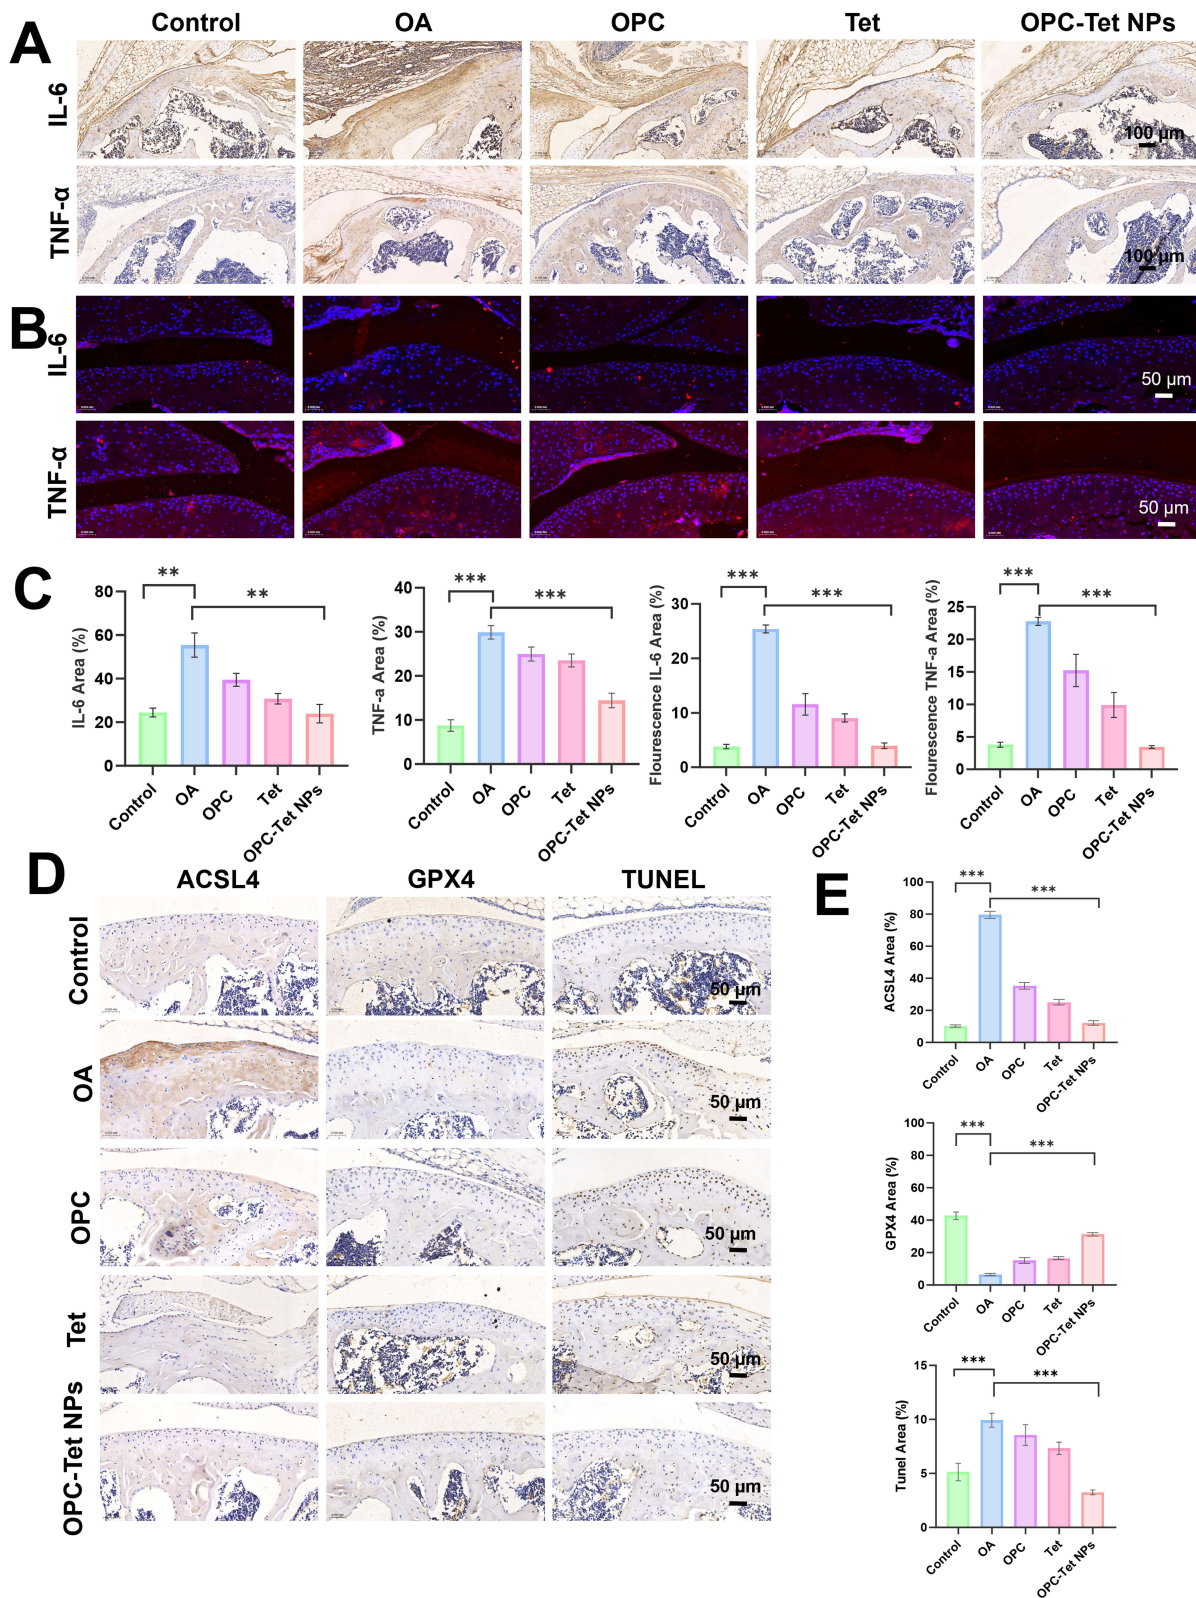 A
Control OA OPC Tet OPC-Tet NPs
IL-6
100 µm
TNF-α
100 µm
B
IL-6
50 µm
TNF-α
50 µm
C
IL-6 Area (%)
80
60
40
20
0
** **
Control OA OPC Tet OPC-Tet NPs
TNF-a Area (%)
40
30
20
10
0
*** ***
Control OA OPC Tet OPC-Tet NPs
Flourescence IL-6 Area (%)
30
20
10
0
*** ***
Control OA OPC Tet OPC-Tet NPs
Flourescence TNF-a Area (%)
25
20
15
10
5
0
*** ***
Control OA OPC Tet OPC-Tet NPs
D
ACSL4 GPX4 TUNEL
Control
50 µm
OA
50 µm
OPC
50 µm
Tet
50 µm
OPC-Tet NPs
50 µm
E
ACSL4 Area (%)
100
80
60
40
20
0
*** ***
Control OA OPC Tet OPC-Tet NPs
GPX4 Area (%)
100
80
60
40
20
0
*** ***
Control OA OPC Tet OPC-Tet NPs
Tunel Area (%)
15
10
5
0
*** ***
Control OA OPC Tet OPC-Tet NPs